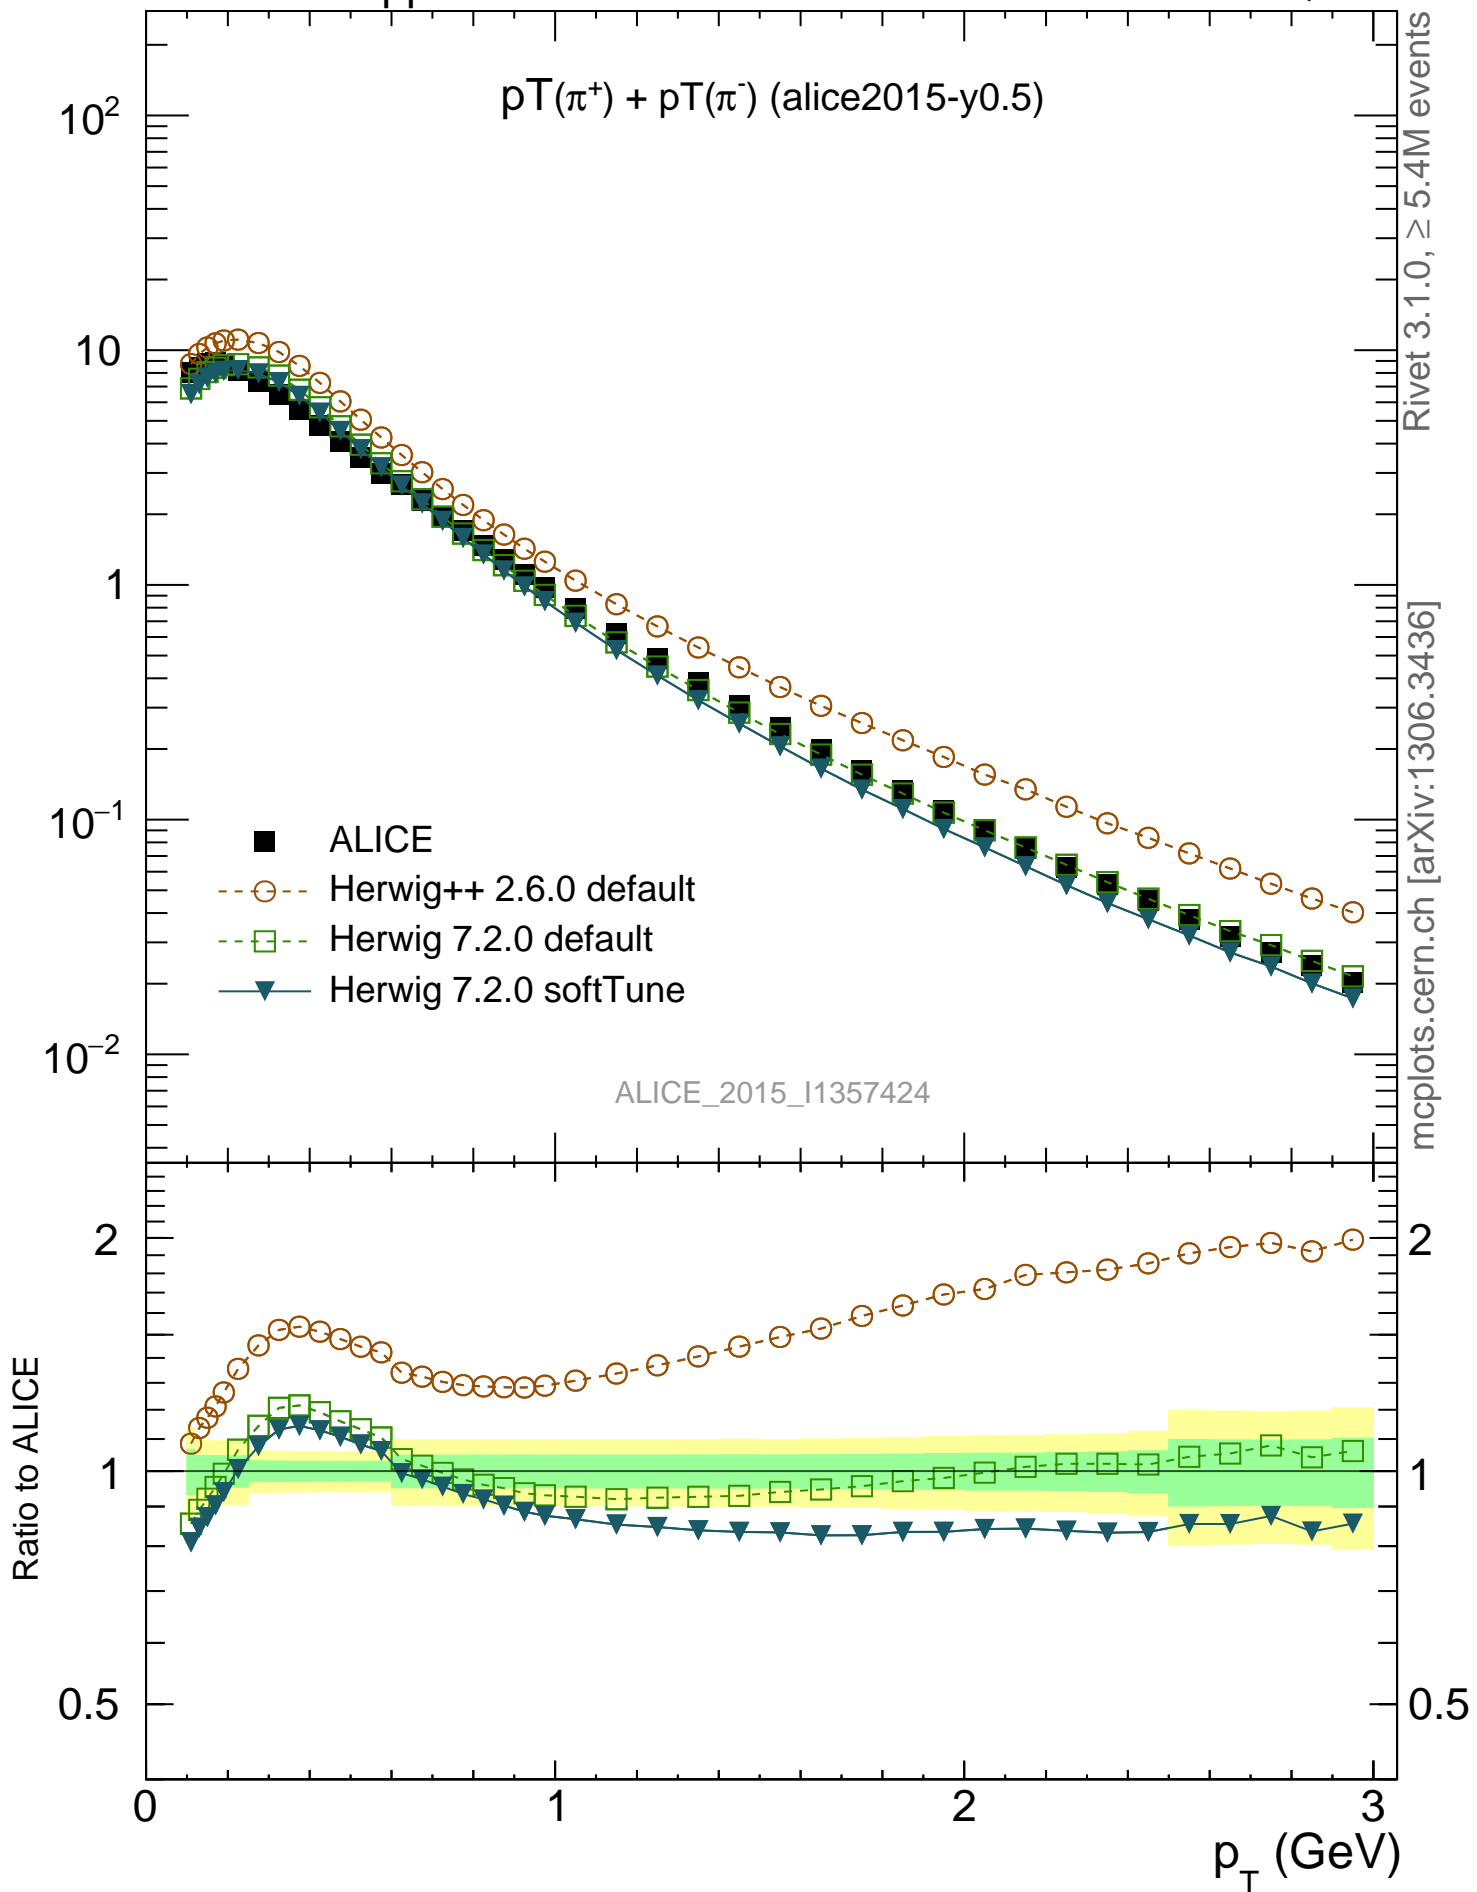 pT(π⁺) + pT(π⁻) (alice2015-y0.5)
10²
10
1
10⁻¹
10⁻²
ALICE
Herwig++ 2.6.0 default
Herwig 7.2.0 default
Herwig 7.2.0 softTune
ALICE_2015_I1357424
Rivet 3.1.0, ≥ 5.4M events
mcplots.cern.ch [arXiv:1306.3436]
Ratio to ALICE
2
1
0.5
2
1
0.5
0
1
2
3
p_T (GeV)